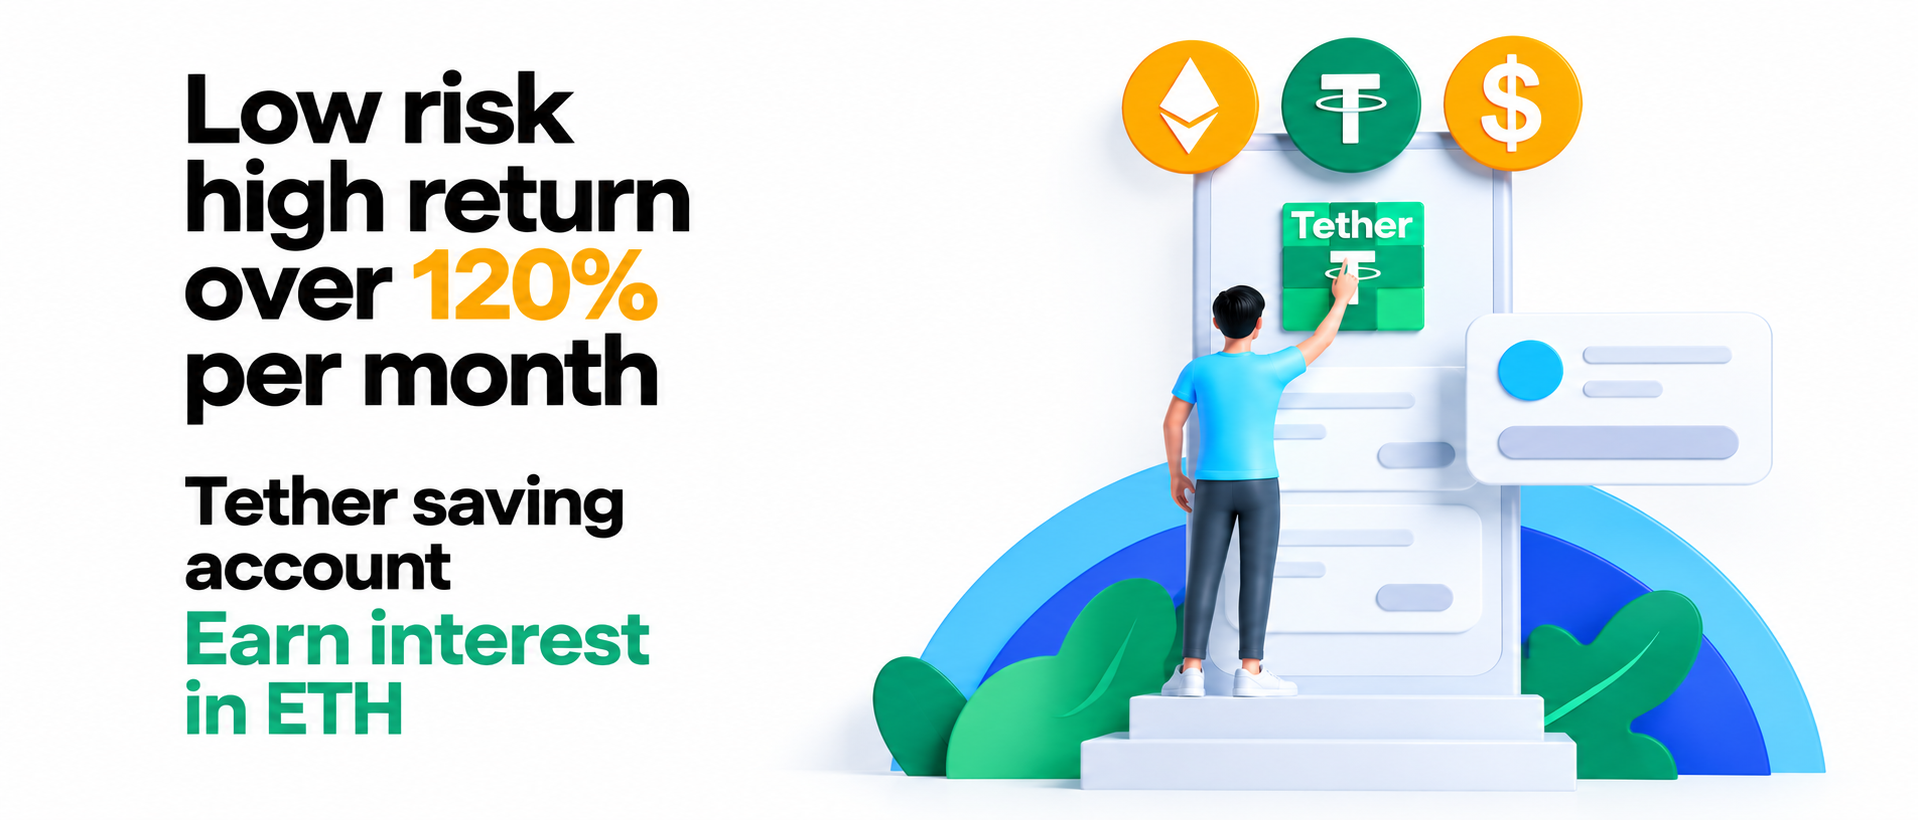 Low risk
high return
over 120%
per month
Tether saving
account
Earn interest
in ETH
Tether